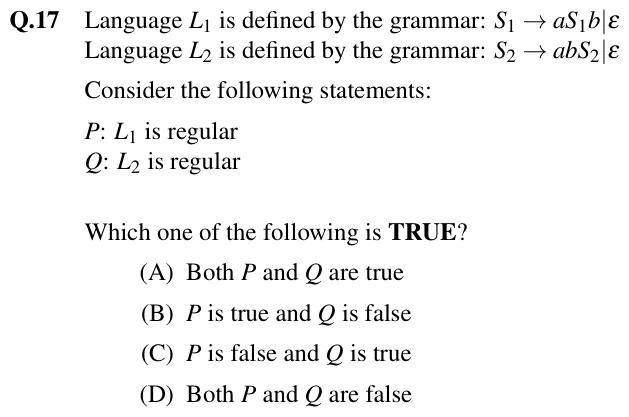 Q.17 Language L₁ is defined by the grammar: S₁ → aS₁b|ε
Language L₂ is defined by the grammar: S₂ → abS₂|ε
Consider the following statements:
P: L₁ is regular
Q: L₂ is regular
Which one of the following is TRUE?
(A) Both P and Q are true
(B) P is true and Q is false
(C) P is false and Q is true
(D) Both P and Q are false